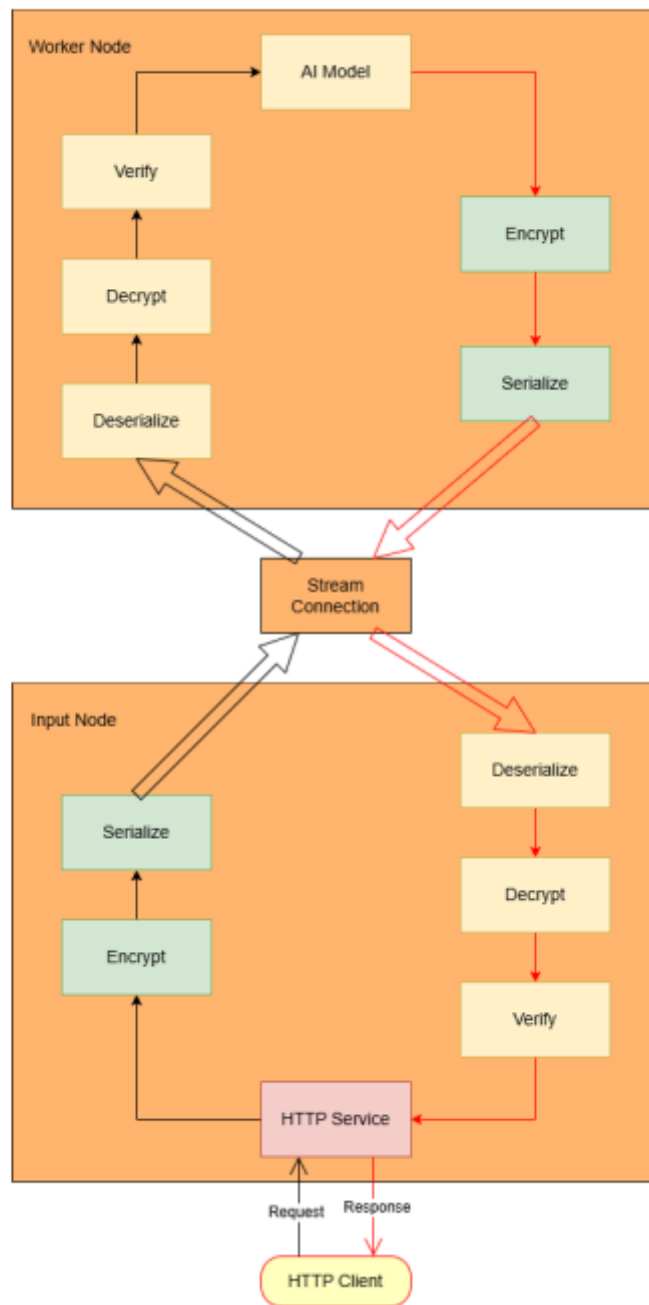 Worker Node
AI Model
Verify
Encrypt
Decrypt
Serialize
Deserialize
Stream
Connection
Input Node
Deserialize
Serialize
Decrypt
Encrypt
Verify
HTTP Service
Request
Response
HTTP Client